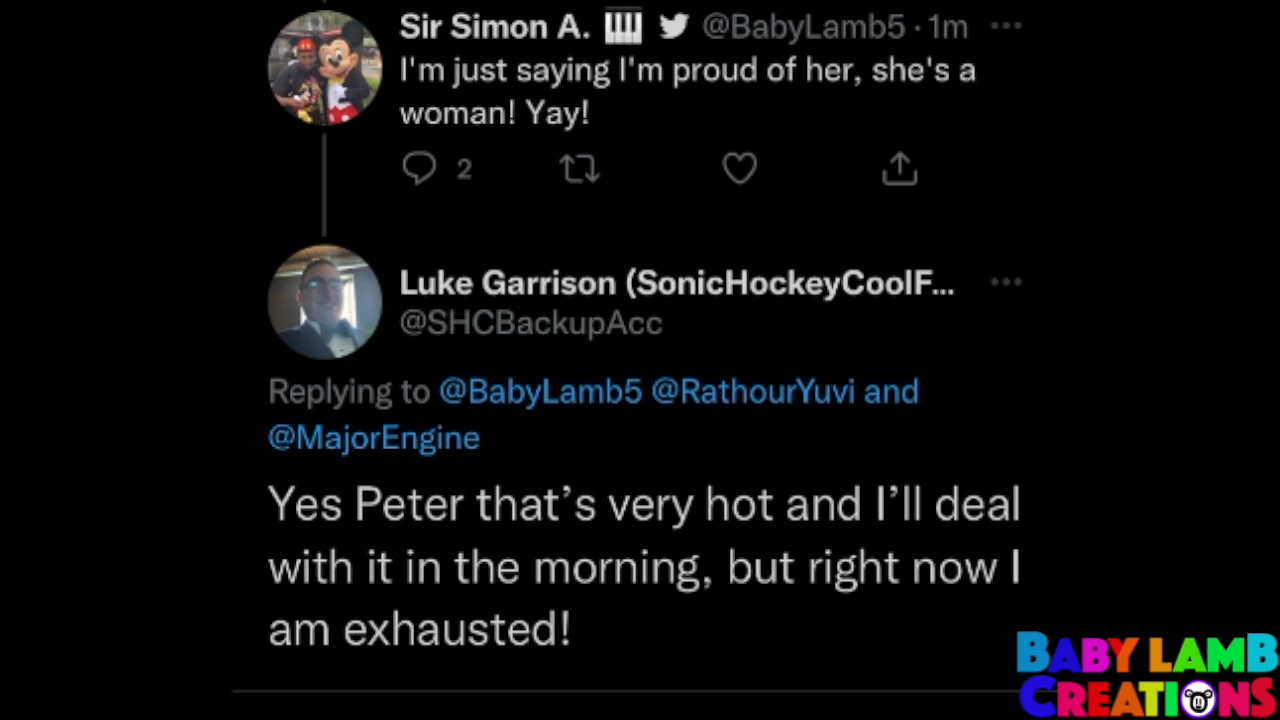 Sir Simon A. @BabyLamb5 · 1m
I'm just saying I'm proud of her, she's a
woman! Yay!
2
Luke Garrison (SonicHockeyCoolF...
@SHCBackupAcc
Replying to @BabyLamb5 @RathourYuvi and
@MajorEngine
Yes Peter that’s very hot and I’ll deal
with it in the morning, but right now I
am exhausted!
BABY LAMB
CREATIONS